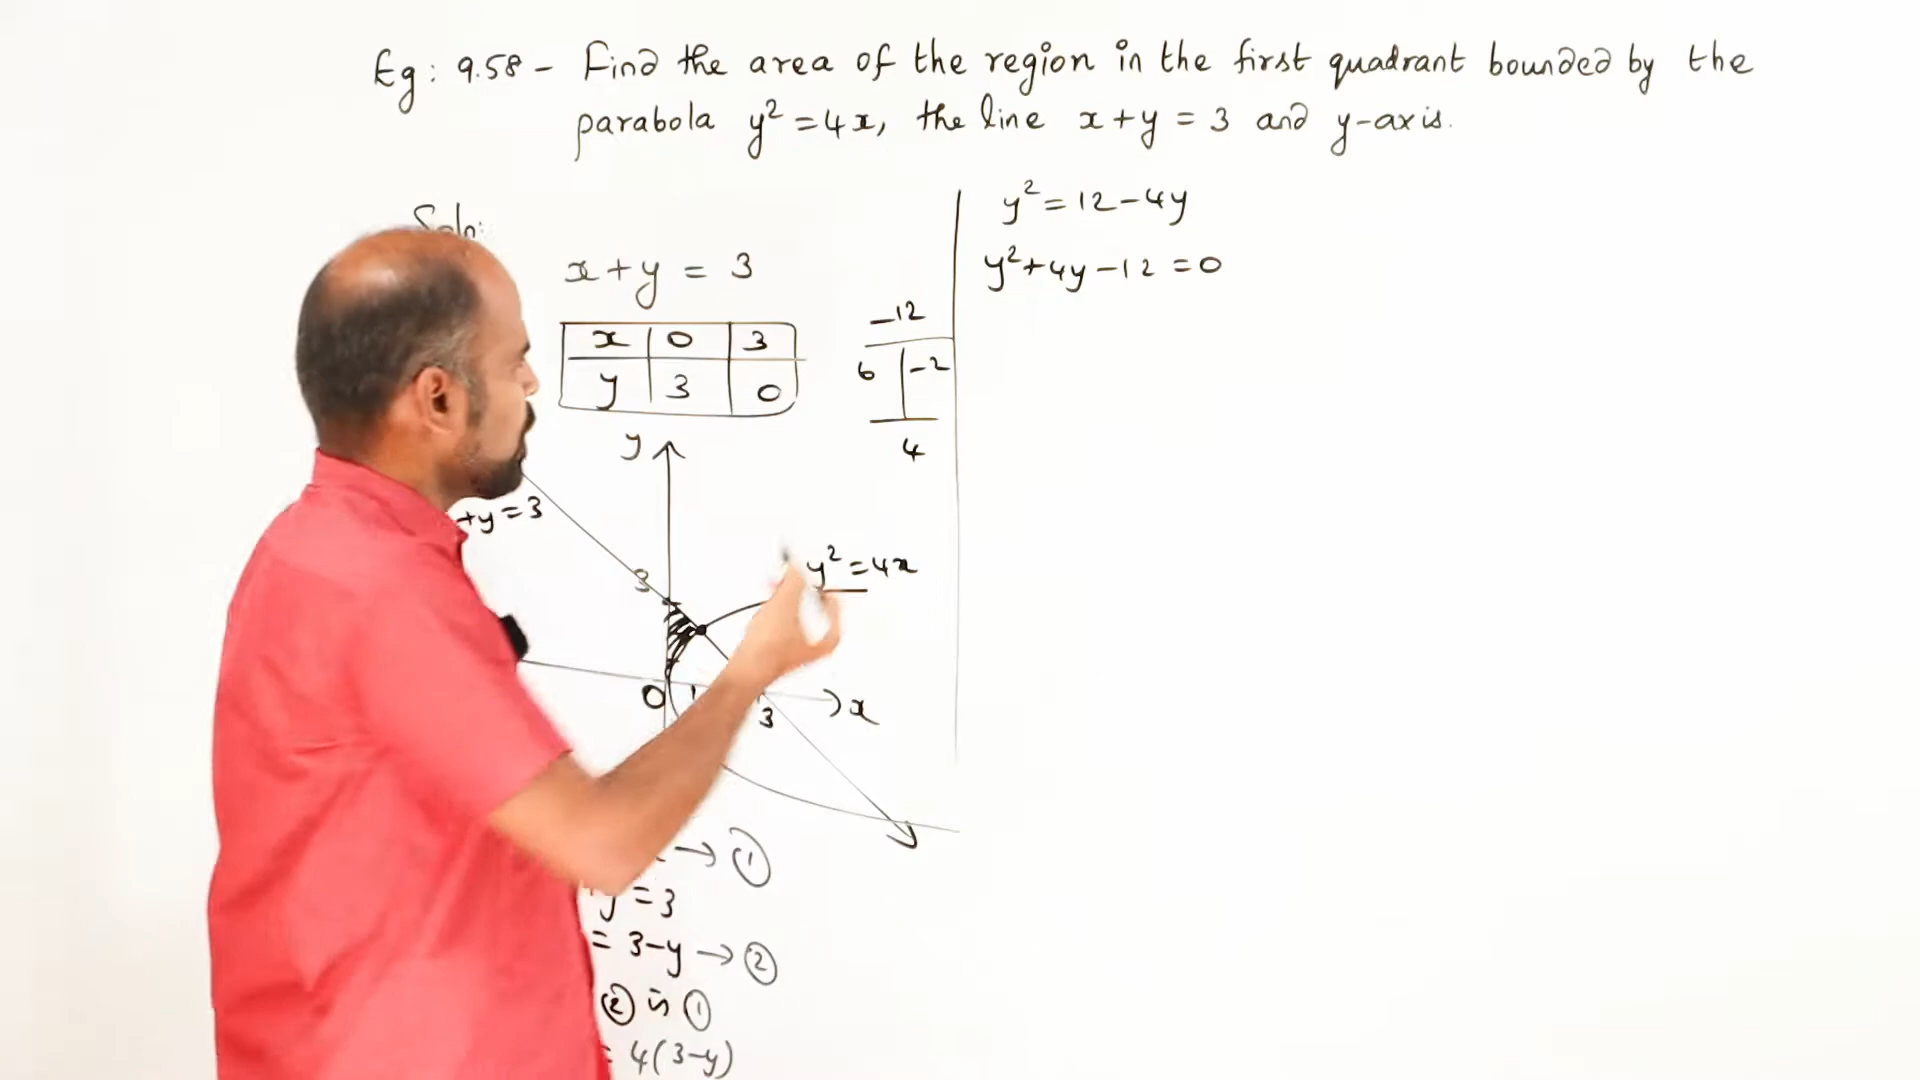 Eg: 9.58 - Find the area of the region in the first quadrant bounded by the
parabola y² = 4x, the line x + y = 3 and y-axis.
Soln:
x + y = 3
x 0 3
y 3 0
y
+y = 3
3
y² = 4x
0 1 3 x
→ ①
y = 3
= 3-y → ②
② in ①
= 4(3-y)
-12
6 -2
4
y² = 12 - 4y
y² + 4y - 12 = 0